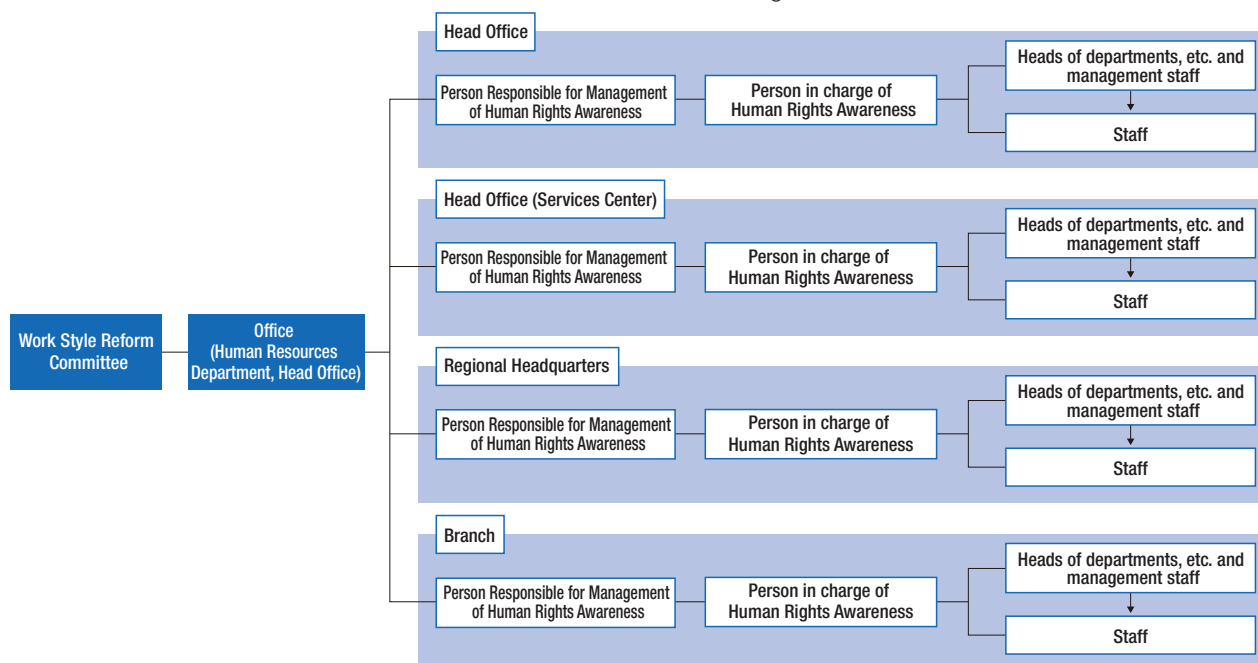 Work Style Reform
Committee
Office
(Human Resources
Department, Head Office)
Head Office
Person Responsible for Management
of Human Rights Awareness
Person in charge of
Human Rights Awareness
Heads of departments, etc. and
management staff
Staff
Head Office (Services Center)
Person Responsible for Management
of Human Rights Awareness
Person in charge of
Human Rights Awareness
Heads of departments, etc. and
management staff
Staff
Regional Headquarters
Person Responsible for Management
of Human Rights Awareness
Person in charge of
Human Rights Awareness
Heads of departments, etc. and
management staff
Staff
Branch
Person Responsible for Management
of Human Rights Awareness
Person in charge of
Human Rights Awareness
Heads of departments, etc. and
management staff
Staff